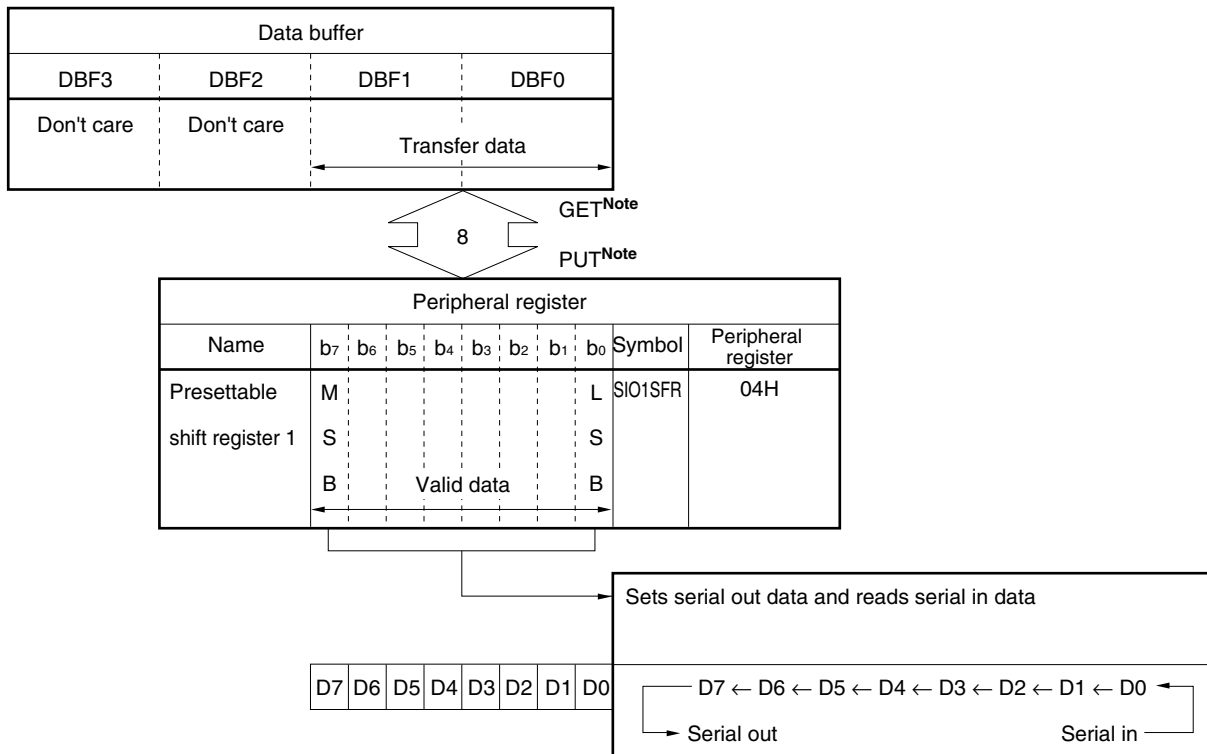 Data buffer
DBF3 DBF2 DBF1 DBF0
Don't care Don't care
Transfer data
GETNote
8
PUTNote
Peripheral register
Name b7 b6 b5 b4 b3 b2 b1 b0 Symbol Peripheral register
Presettable M L SIO1SFR 04H
shift register 1 S S
B Valid data B
Sets serial out data and reads serial in data
D7 D6 D5 D4 D3 D2 D1 D0
D7 ← D6 ← D5 ← D4 ← D3 ← D2 ← D1 ← D0
Serial out Serial in